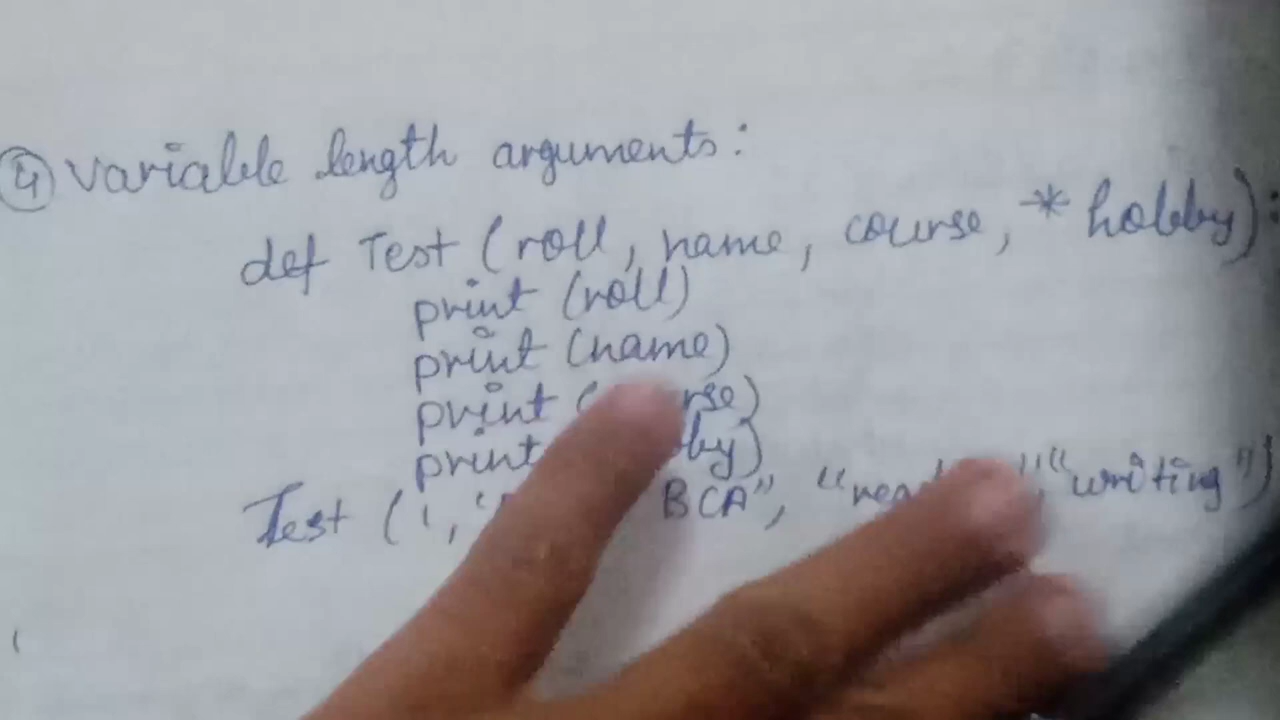 ④ variable length arguments:
def Test (roll, name, course, *hobby):
print (roll)
print (name)
print (
print
Test (1, " BCA", " ", "writing")